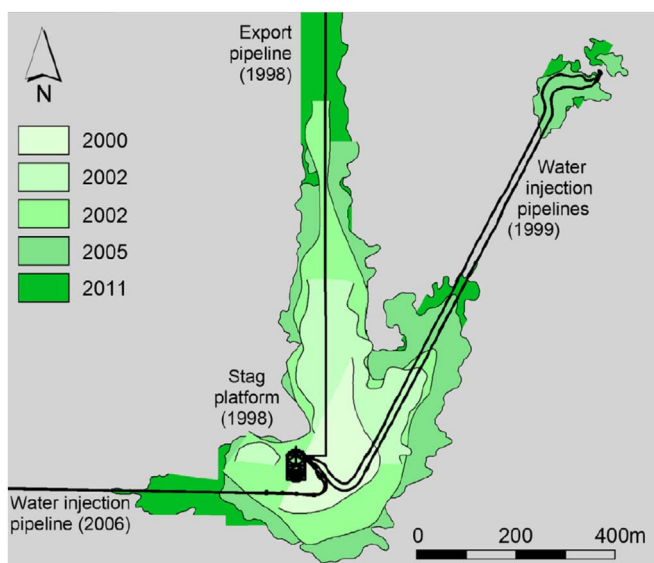 Export
pipeline
(1998)
N
2000
2002
2002
2005
2011
Water
injection
pipelines
(1999)
Stag
platform
(1998)
Water injection
pipeline (2006)
0 200 400m